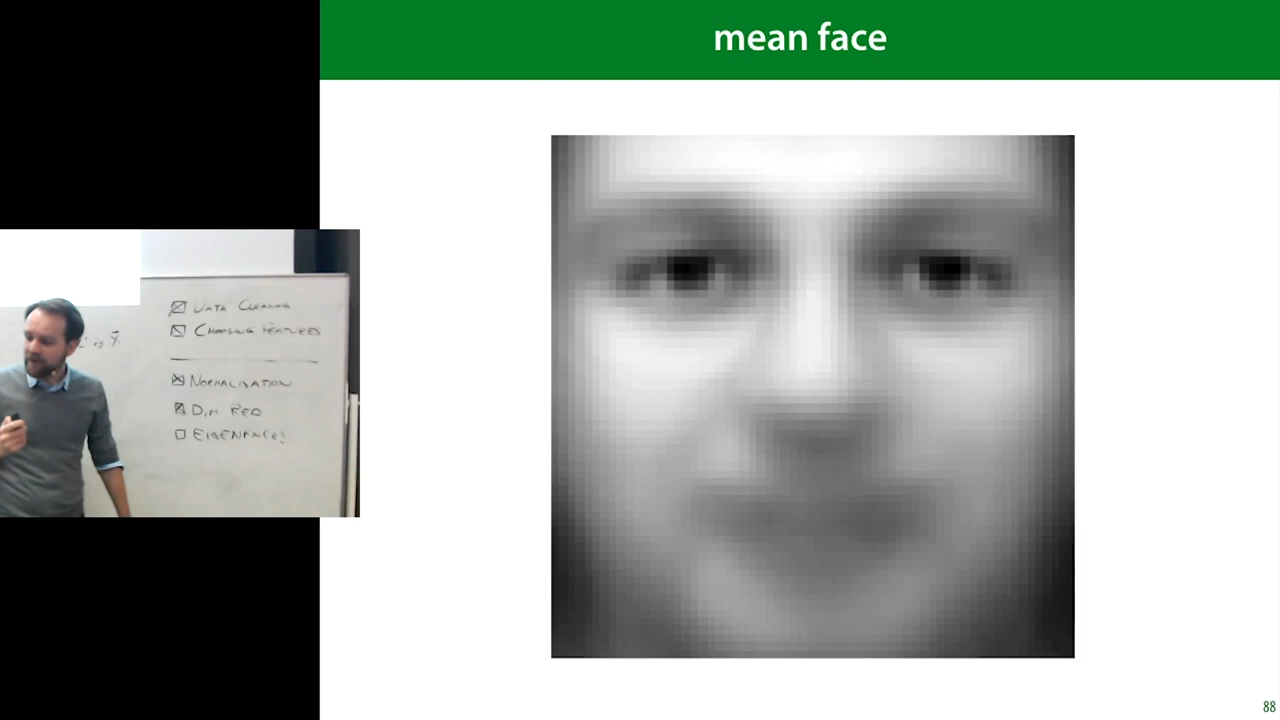 mean face
DATA CLEANING
CHOOSING FEATURES
NORMALISATION
DIM RED
EIGENFACES
88